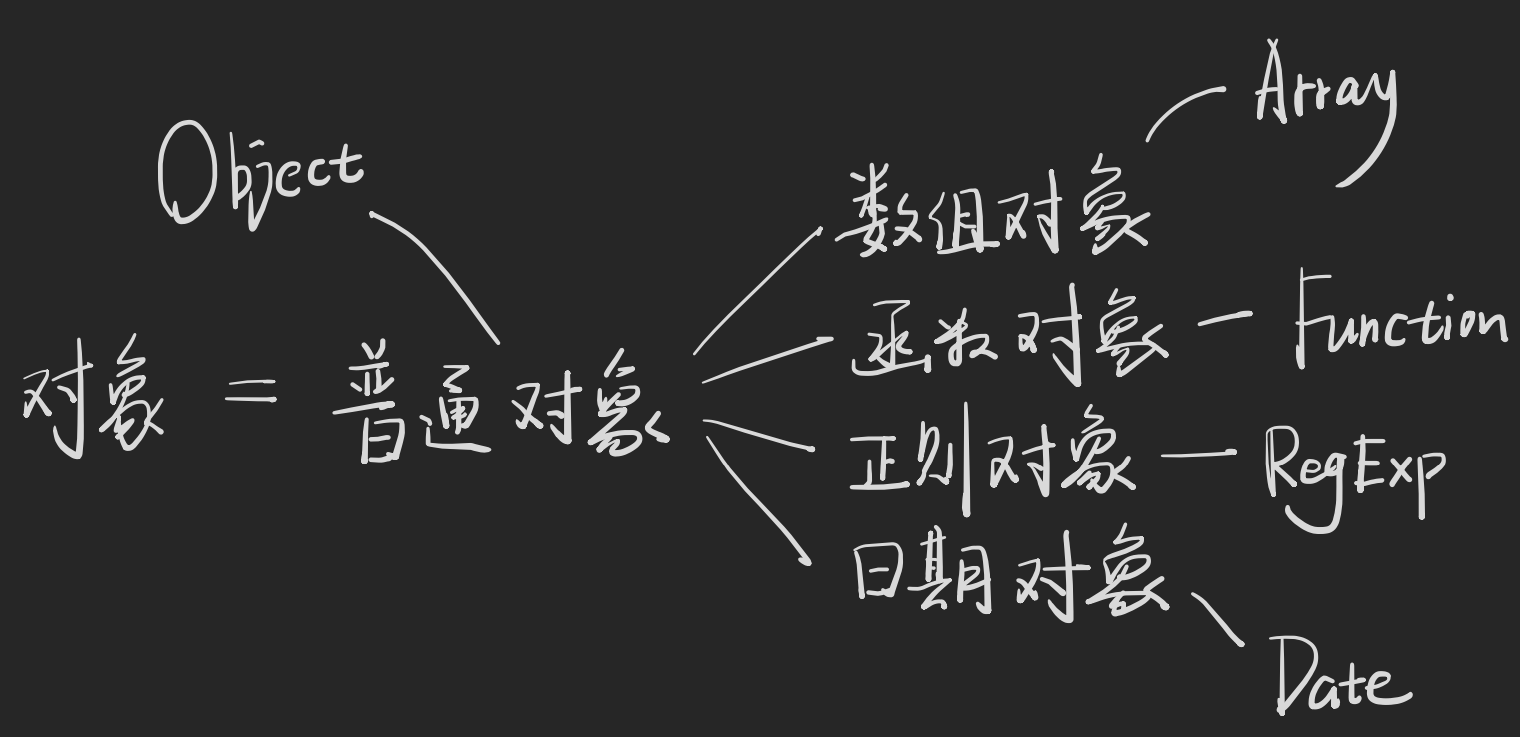 Object
对象 = 普通对象
数组对象
Array
函数对象
Function
正则对象
RegExp
日期对象
Date